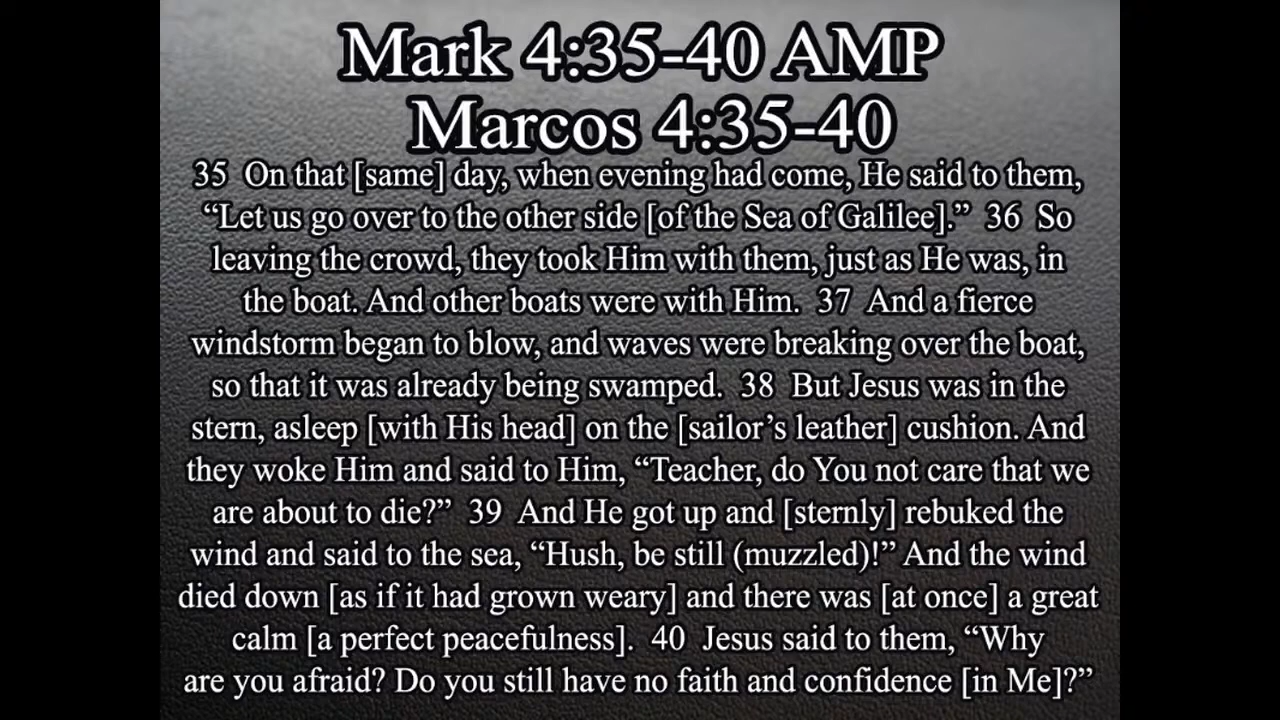 Mark 4:35-40 AMP
Marcos 4:35-40
35 On that [same] day, when evening had come, He said to them,
“Let us go over to the other side [of the Sea of Galilee].” 36 So
leaving the crowd, they took Him with them, just as He was, in
the boat. And other boats were with Him. 37 And a fierce
windstorm began to blow, and waves were breaking over the boat,
so that it was already being swamped. 38 But Jesus was in the
stern, asleep [with His head] on the [sailor’s leather] cushion. And
they woke Him and said to Him, “Teacher, do You not care that we
are about to die?” 39 And He got up and [sternly] rebuked the
wind and said to the sea, “Hush, be still (muzzled)!” And the wind
died down [as if it had grown weary] and there was [at once] a great
calm [a perfect peacefulness]. 40 Jesus said to them, “Why
are you afraid? Do you still have no faith and confidence [in Me]?”